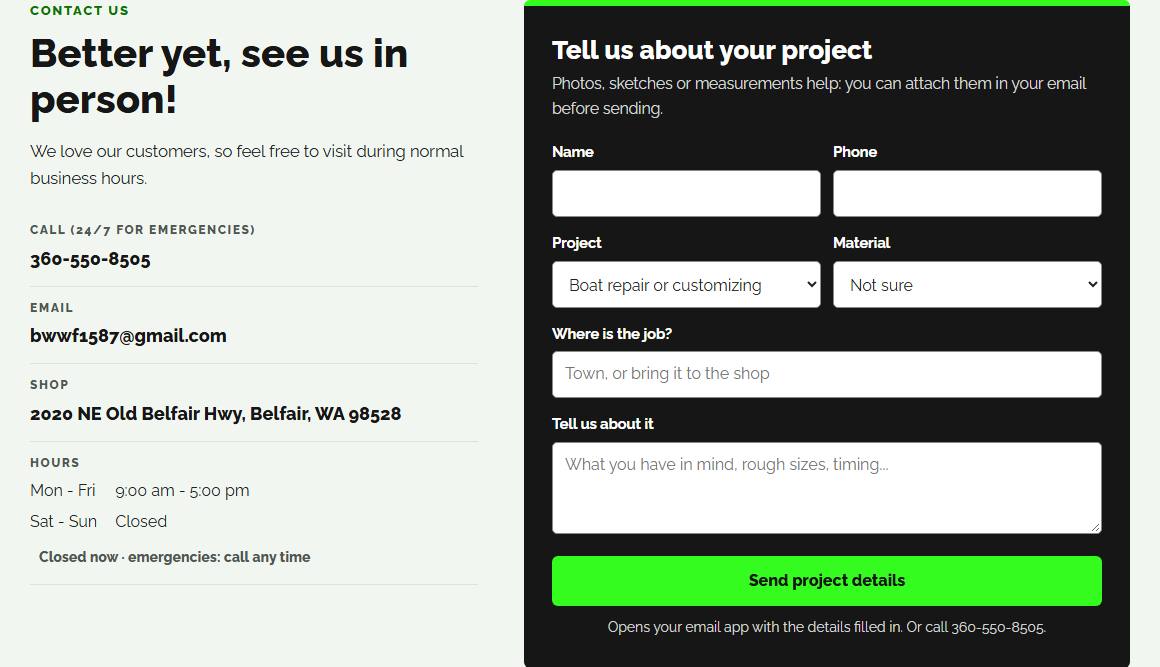 CONTACT US
Better yet, see us in
person!
We love our customers, so feel free to visit during normal
business hours.
CALL (24/7 FOR EMERGENCIES)
360-550-8505
EMAIL
bwwf1587@gmail.com
SHOP
2020 NE Old Belfair Hwy, Belfair, WA 98528
HOURS
Mon - Fri 9:00 am - 5:00 pm
Sat - Sun Closed
Closed now · emergencies: call any time
Tell us about your project
Photos, sketches or measurements help: you can attach them in your email
before sending.
Name Phone
Project Material
Boat repair or customizing Not sure
Where is the job?
Town, or bring it to the shop
Tell us about it
What you have in mind, rough sizes, timing...
Send project details
Opens your email app with the details filled in. Or call 360-550-8505.